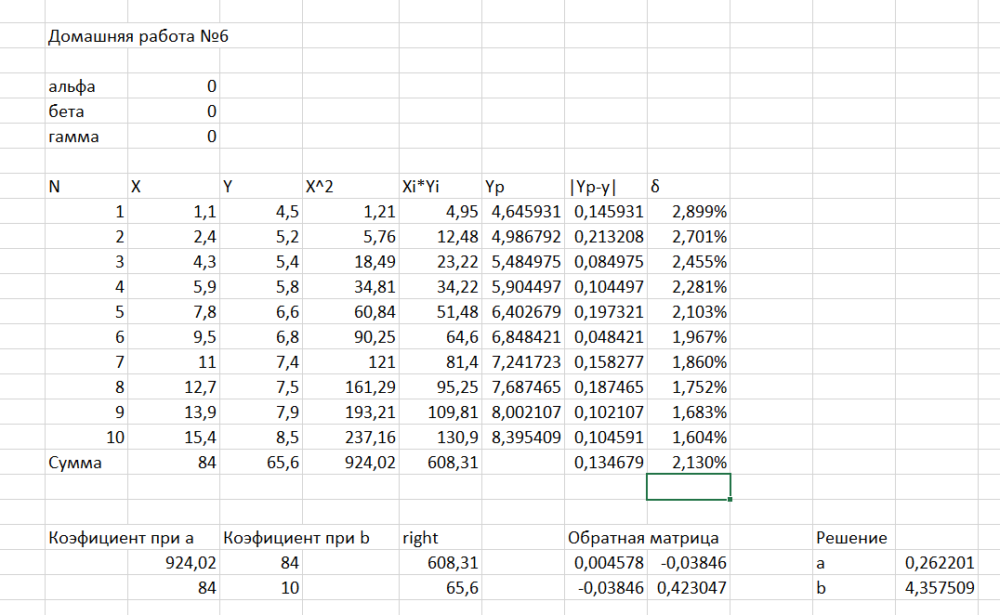 Домашняя работа №6
альфа 0
бета 0
гамма 0
N X Y X^2 Xi*Yi Yp |Yp-y| δ
1 1,1 4,5 1,21 4,95 4,645931 0,145931 2,899%
2 2,4 5,2 5,76 12,48 4,986792 0,213208 2,701%
3 4,3 5,4 18,49 23,22 5,484975 0,084975 2,455%
4 5,9 5,8 34,81 34,22 5,904497 0,104497 2,281%
5 7,8 6,6 60,84 51,48 6,402679 0,197321 2,103%
6 9,5 6,8 90,25 64,6 6,848421 0,048421 1,967%
7 11 7,4 121 81,4 7,241723 0,158277 1,860%
8 12,7 7,5 161,29 95,25 7,687465 0,187465 1,752%
9 13,9 7,9 193,21 109,81 8,002107 0,102107 1,683%
10 15,4 8,5 237,16 130,9 8,395409 0,104591 1,604%
Сумма 84 65,6 924,02 608,31 0,134679 2,130%
Коэфициент при a Коэфициент при b right Обратная матрица Решение
924,02 84 608,31 0,004578 -0,03846 a 0,262201
84 10 65,6 -0,03846 0,423047 b 4,357509